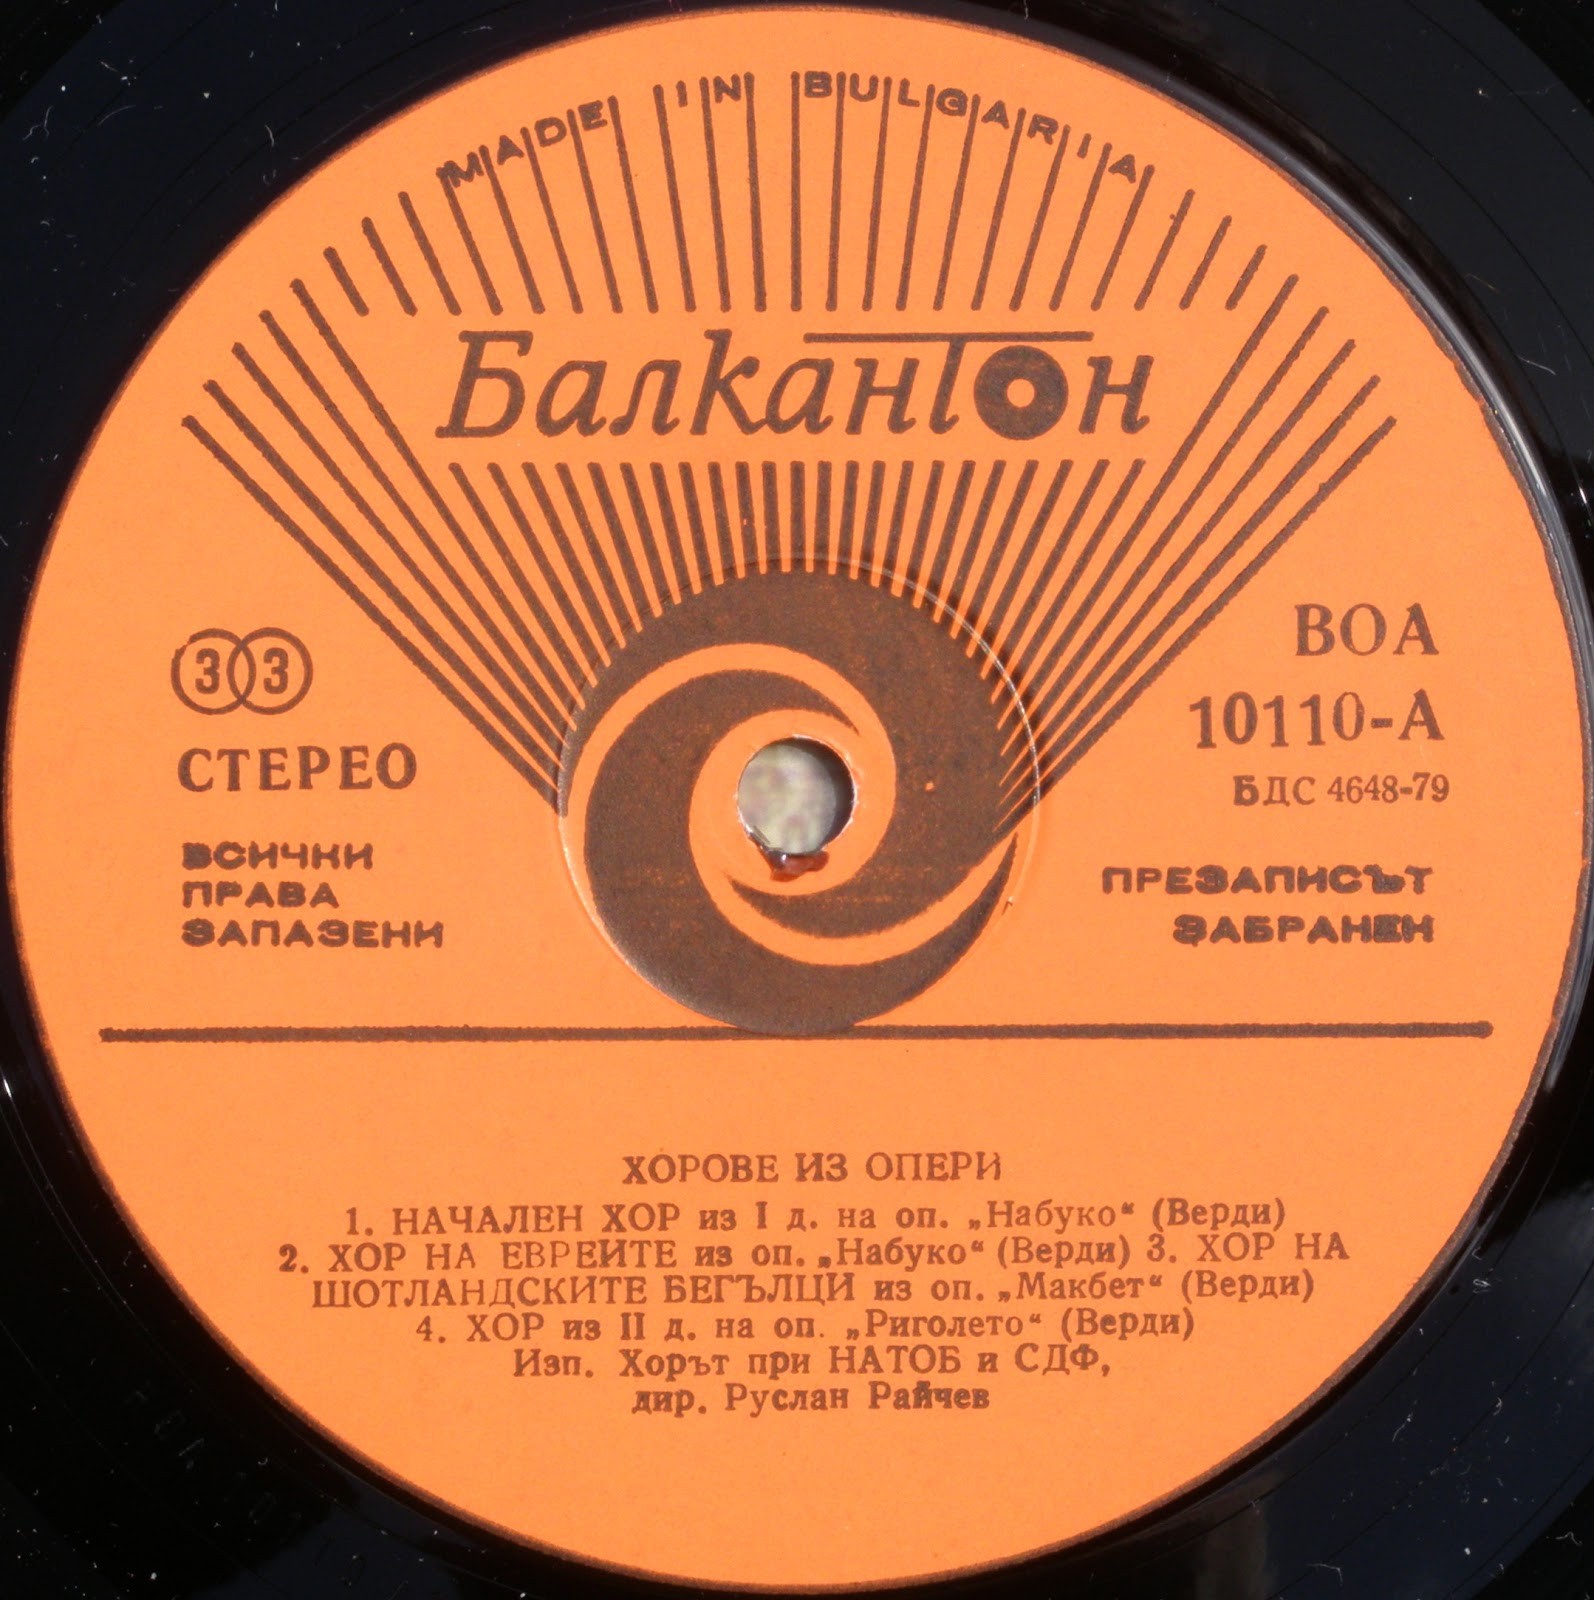 MADE IN BULGARIA
Балкантон
33
СТЕРЕО
ВСИЧКИ
ПРАВА
ЗАПАЗЕНИ
ВОА
10110-А
БДС 4648-79
ПРЕЗАПИСЪТ
ЗАБРАНЕН
ХОРОВЕ ИЗ ОПЕРИ
1. НАЧАЛЕН ХОР из I д. на оп. „Набуко“ (Верди)
2. ХОР НА ЕВРЕИТЕ из оп. „Набуко“ (Верди) 3. ХОР НА
ШОТЛАНДСКИТЕ БЕГЪЛЦИ из оп. „Макбет“ (Верди)
4. ХОР из II д. на оп. „Риголето“ (Верди)
Изп. Хорът при НАТОБ и СДФ,
дир. Руслан Райчев